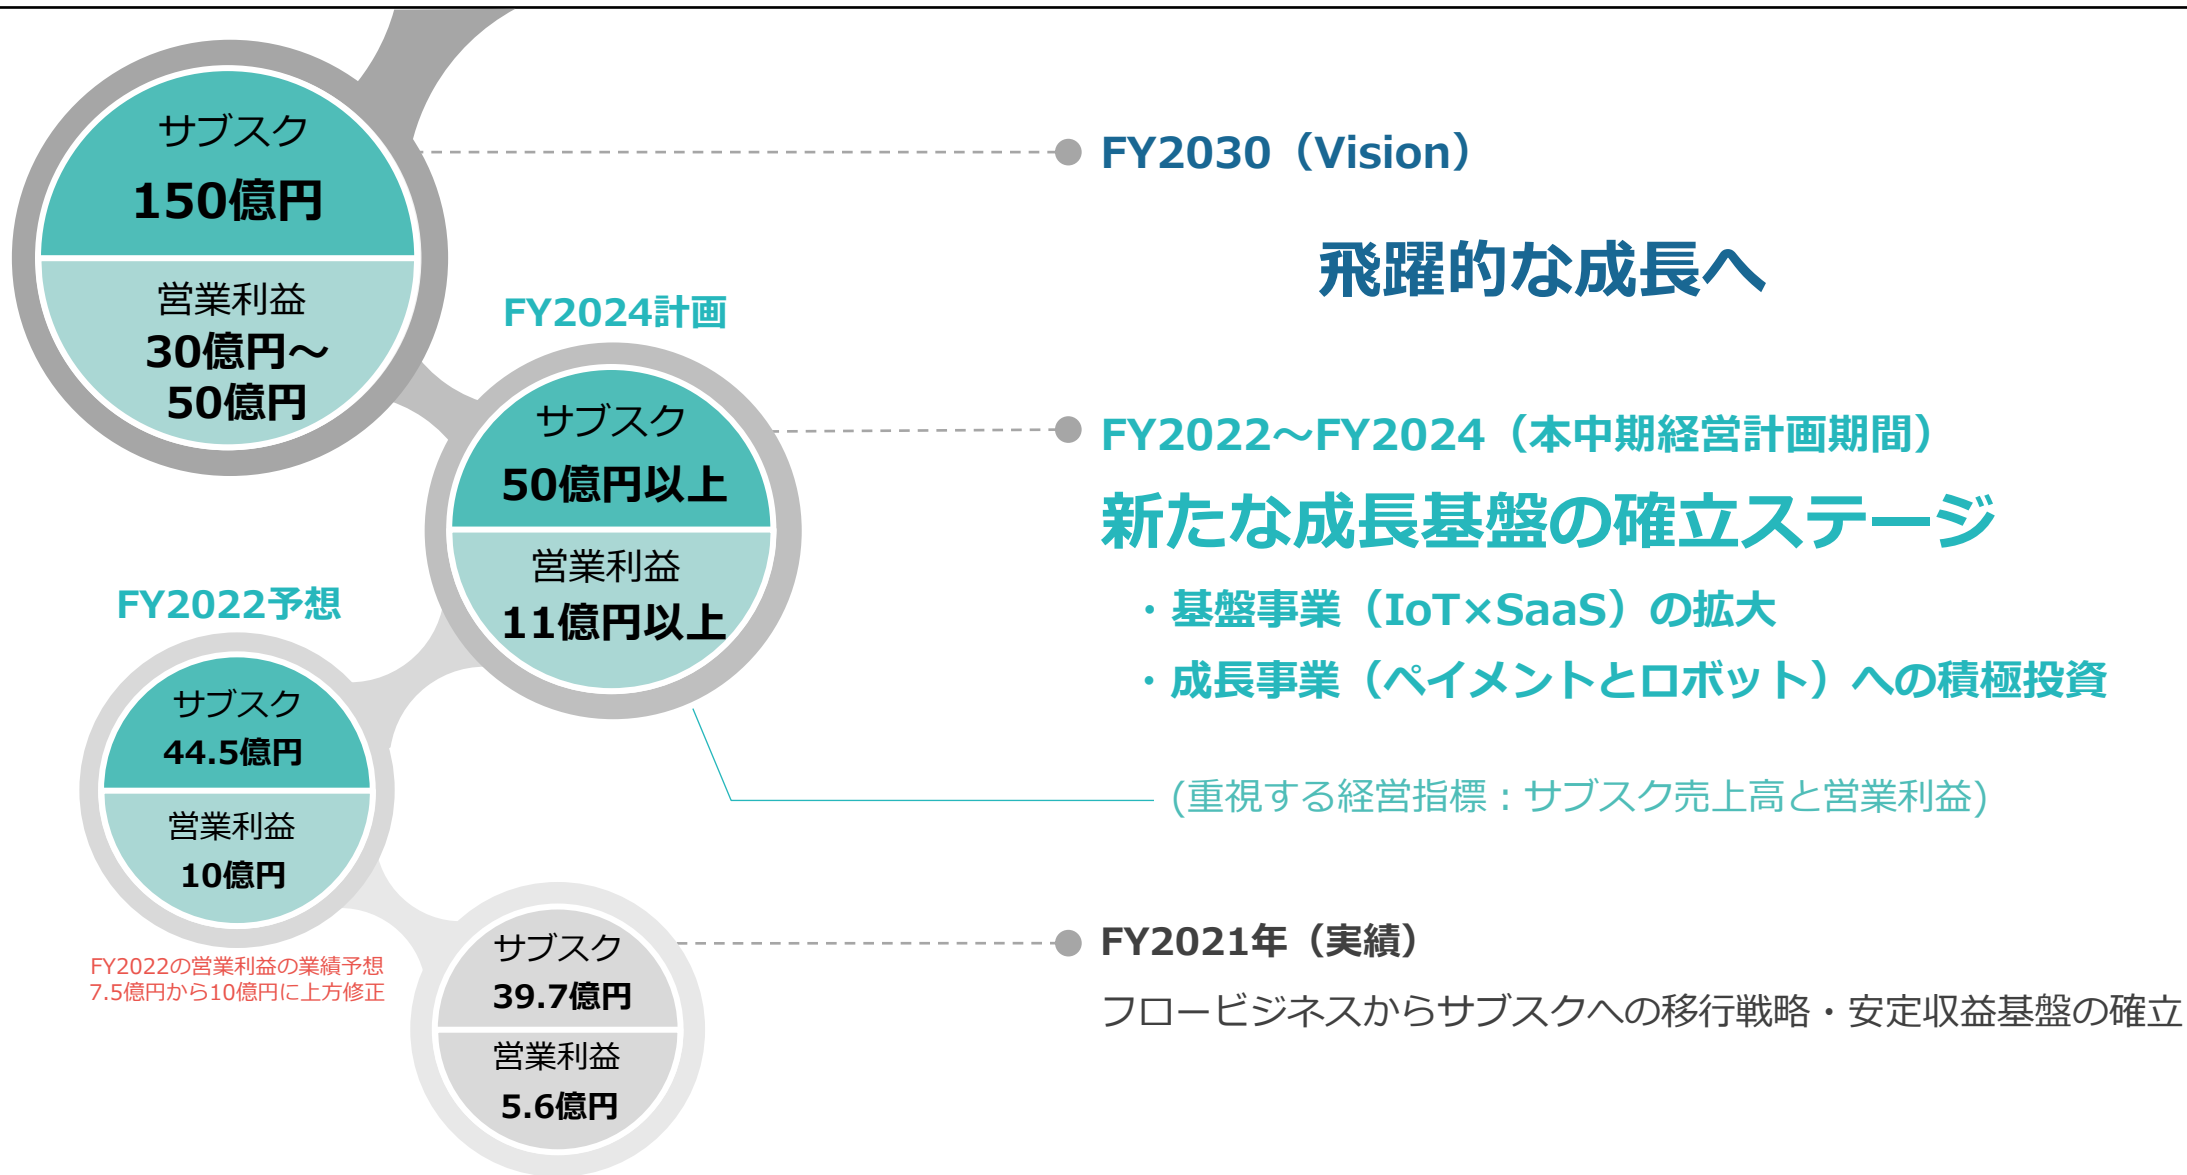 サブスク
150億円
営業利益
30億円～
50億円
FY2030（Vision）
飛躍的な成長へ
FY2024計画
サブスク
50億円以上
営業利益
11億円以上
FY2022～FY2024（本中期経営計画期間）
新たな成長基盤の確立ステージ
・基盤事業（IoT×SaaS）の拡大
・成長事業（ペイメントとロボット）への積極投資
(重視する経営指標：サブスク売上高と営業利益)
FY2022予想
サブスク
44.5億円
営業利益
10億円
FY2022の営業利益の業績予想
7.5億円から10億円に上方修正
サブスク
39.7億円
営業利益
5.6億円
FY2021年（実績）
フロービジネスからサブスクへの移行戦略・安定収益基盤の確立